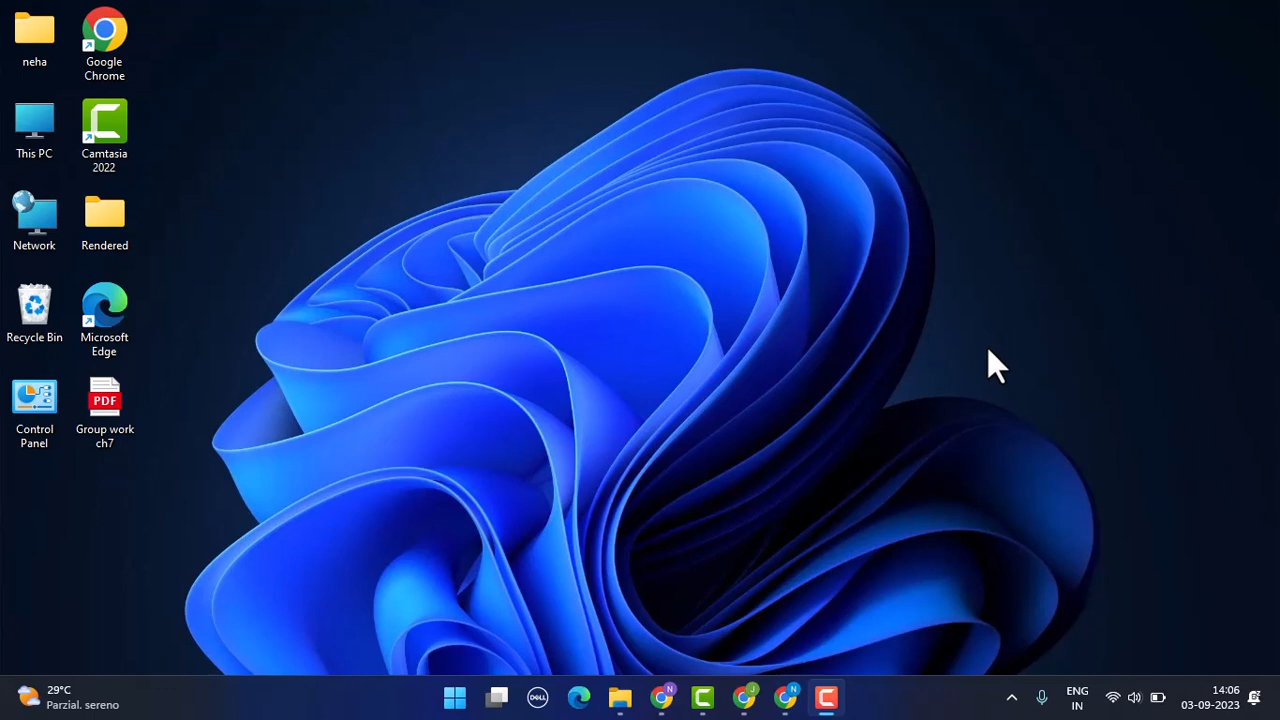 neha
Google
Chrome
This PC
Camtasia
2022
Network
Rendered
Recycle Bin
Microsoft
Edge
Control
Panel
PDF
Group work
ch7
29°C
Parzial. sereno
DELL
N
J
N
ENG
IN
14:06
03-09-2023